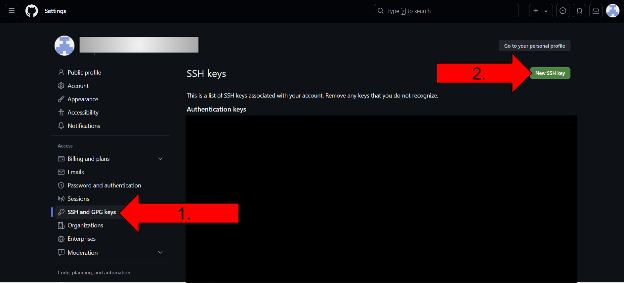 Settings
Type / to search
Go to your personal profile
Public profile
Account
Appearance
Accessibility
Notifications
Access
Billing and plans
Emails
Password and authentication
Sessions
SSH and GPG keys
Organizations
Enterprises
Moderation
Code, planning, and automation
SSH keys
New SSH key
This is a list of SSH keys associated with your account. Remove any keys that you do not recognize.
Authentication keys
1.
2.